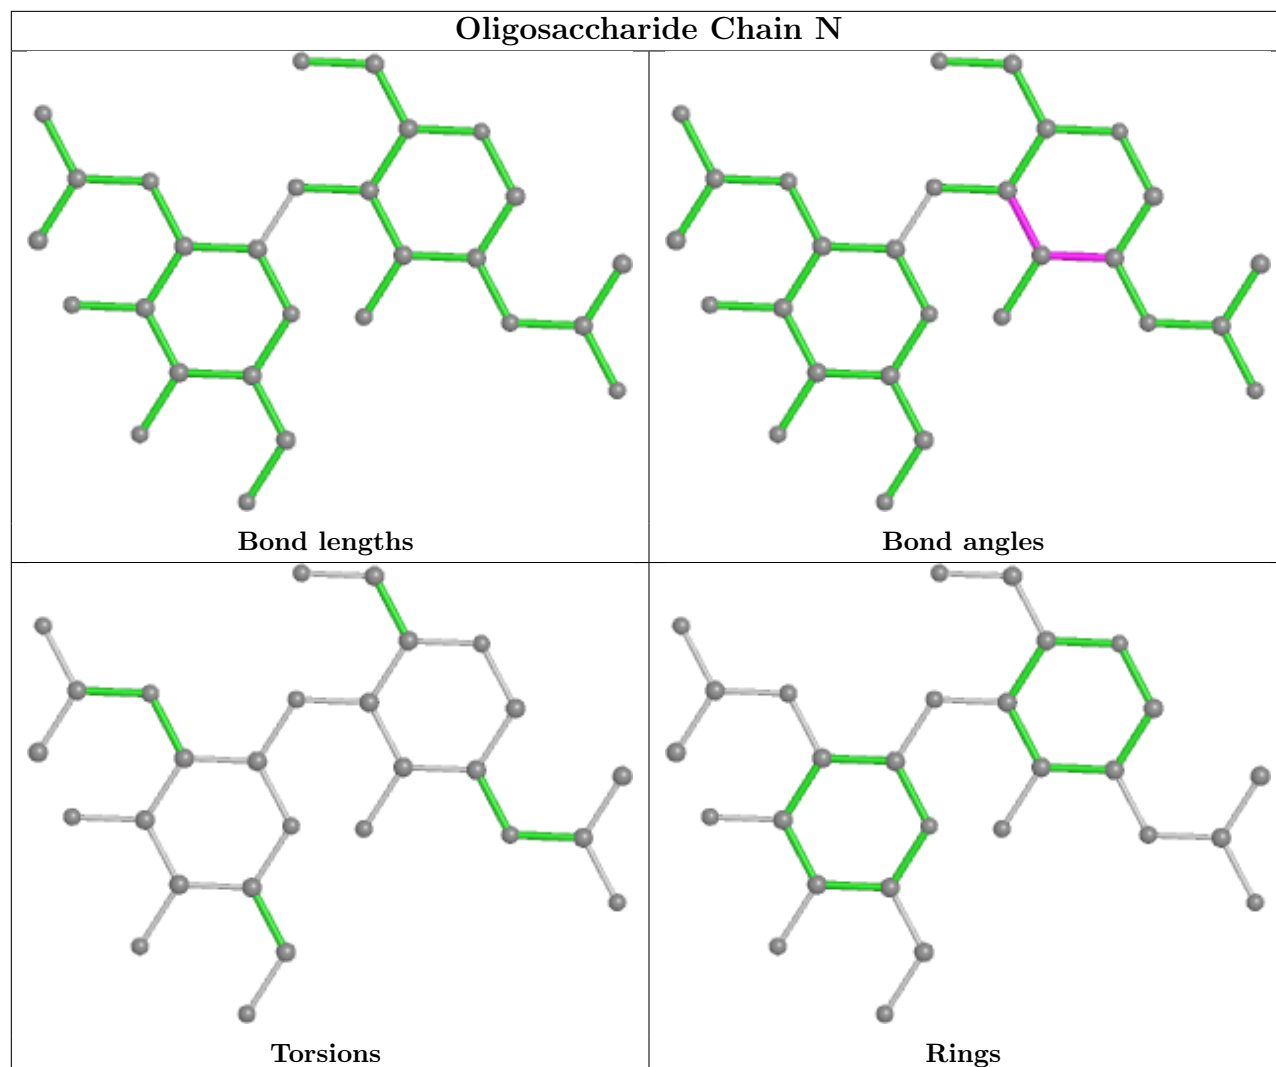 Oligosaccharide Chain N
Bond lengths
Bond angles
Torsions
Rings